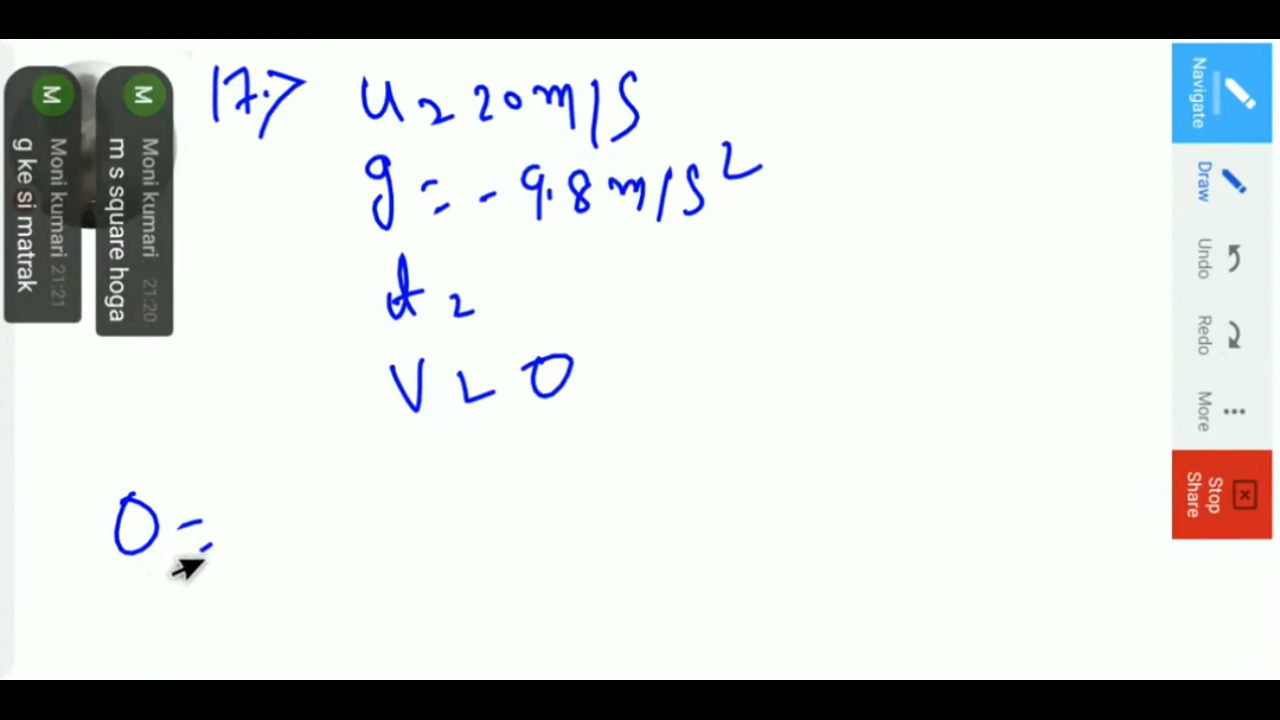 17.>
u = 20 m/s
g = - 9.8 m/s²
t =
v = 0
0 =
Moni kumari 21:20
m s square hoga
Moni kumari 21:21
g ke si matrak
M
M
Navigate
Draw
Undo
Redo
More
Stop
Share